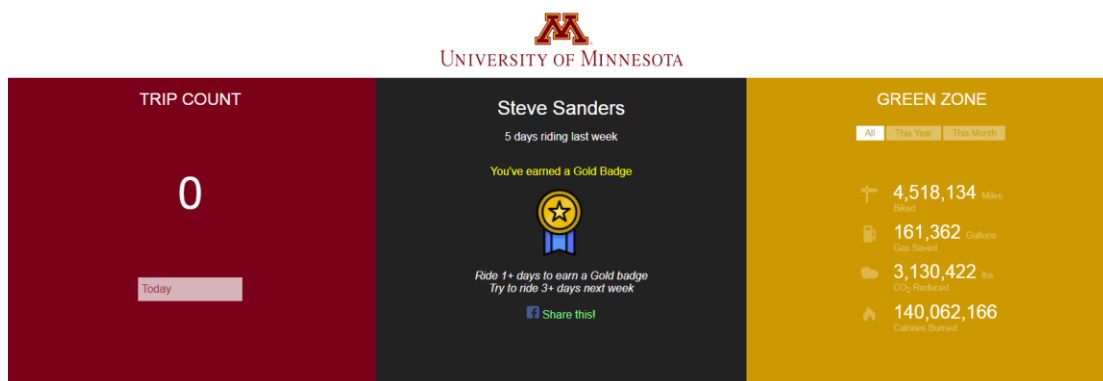 M
UNIVERSITY OF MINNESOTA
TRIP COUNT
0
Today
Steve Sanders
5 days riding last week
You've earned a Gold Badge
Ride 1+ days to earn a Gold badge
Try to ride 3+ days next week
Share this!
GREEN ZONE
All This Year This Month
4,518,134 Miles
Biked
161,362 Gallons
Gas Saved
3,130,422 lbs.
CO₂ Reduced
140,062,166
Calories Burned